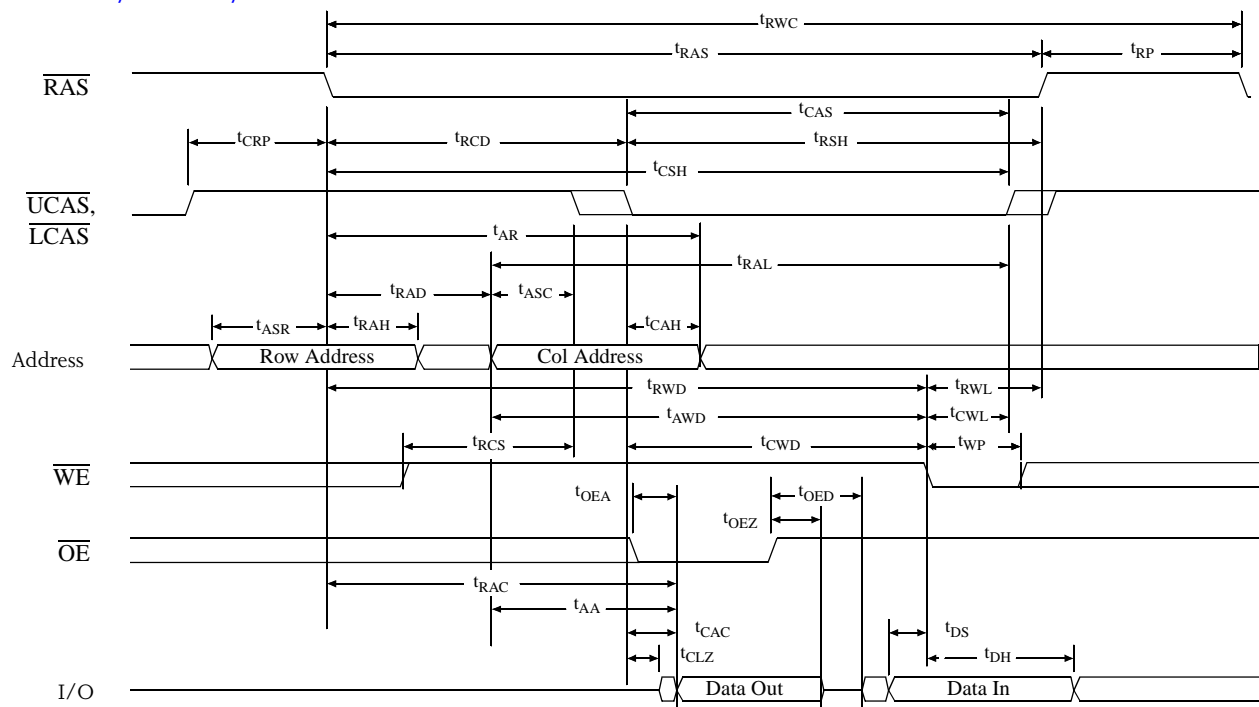 tRWC
tRAS
tRP
RAS
tCAS
tCRP
tRCD
tRSH
tCSH
UCAS,
LCAS
tAR
tRAL
tRAD
tASC
tASR
tRAH
tCAH
Address
Row Address
Col Address
tRWD
tRWL
tAWD
tCWL
tRCS
tCWD
tWP
WE
tOEA
tOED
tOEZ
OE
tRAC
tAA
tCAC
tDS
tCLZ
tDH
I/O
Data Out
Data In